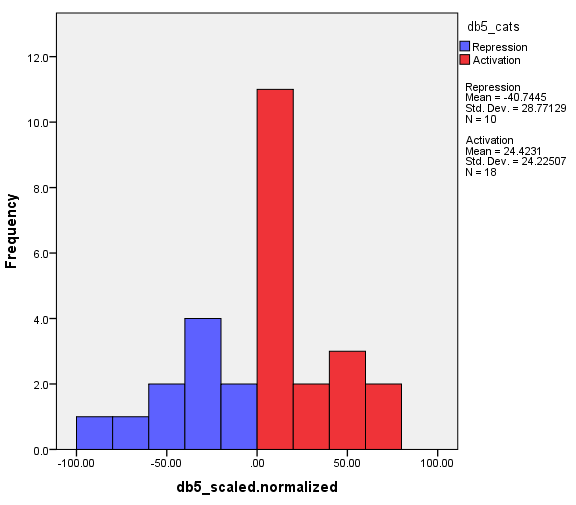 db5_cats
Repression
Activation
Repression
Mean = -40.7445
Std. Dev. = 28.77129
N = 10
Activation
Mean = 24.4231
Std. Dev. = 24.22507
N = 18
Frequency
12.0
10.0
8.0
6.0
4.0
2.0
0.0
-100.00 -50.00 .00 50.00 100.00
db5_scaled.normalized